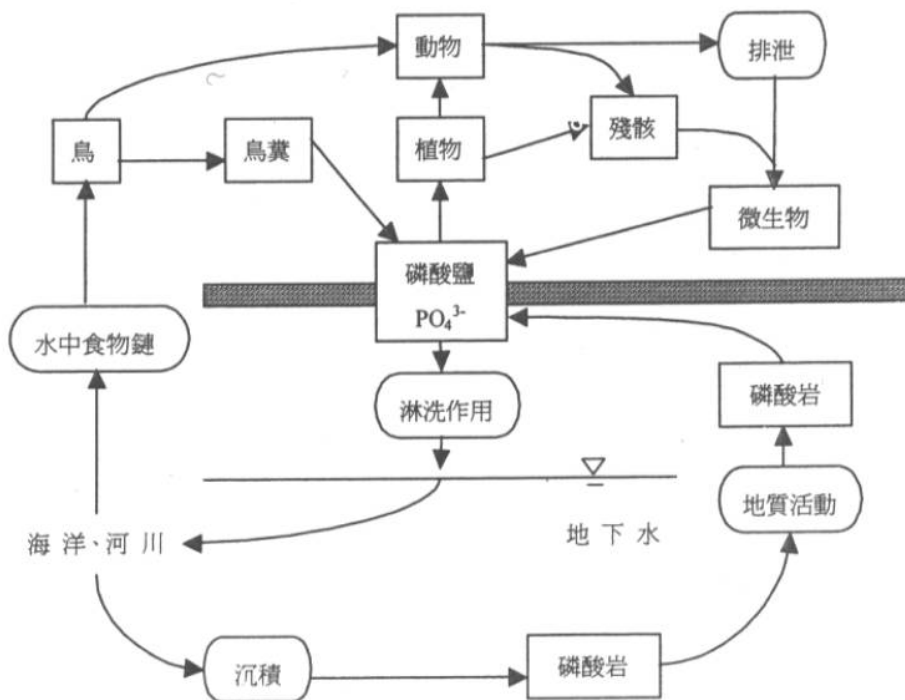 動物
排泄
鳥
鳥糞
植物
殘骸
微生物
磷酸鹽
PO₄³⁻
水中食物鏈
淋洗作用
磷酸岩
地質活動
海洋、河川
地下水
沉積
磷酸岩